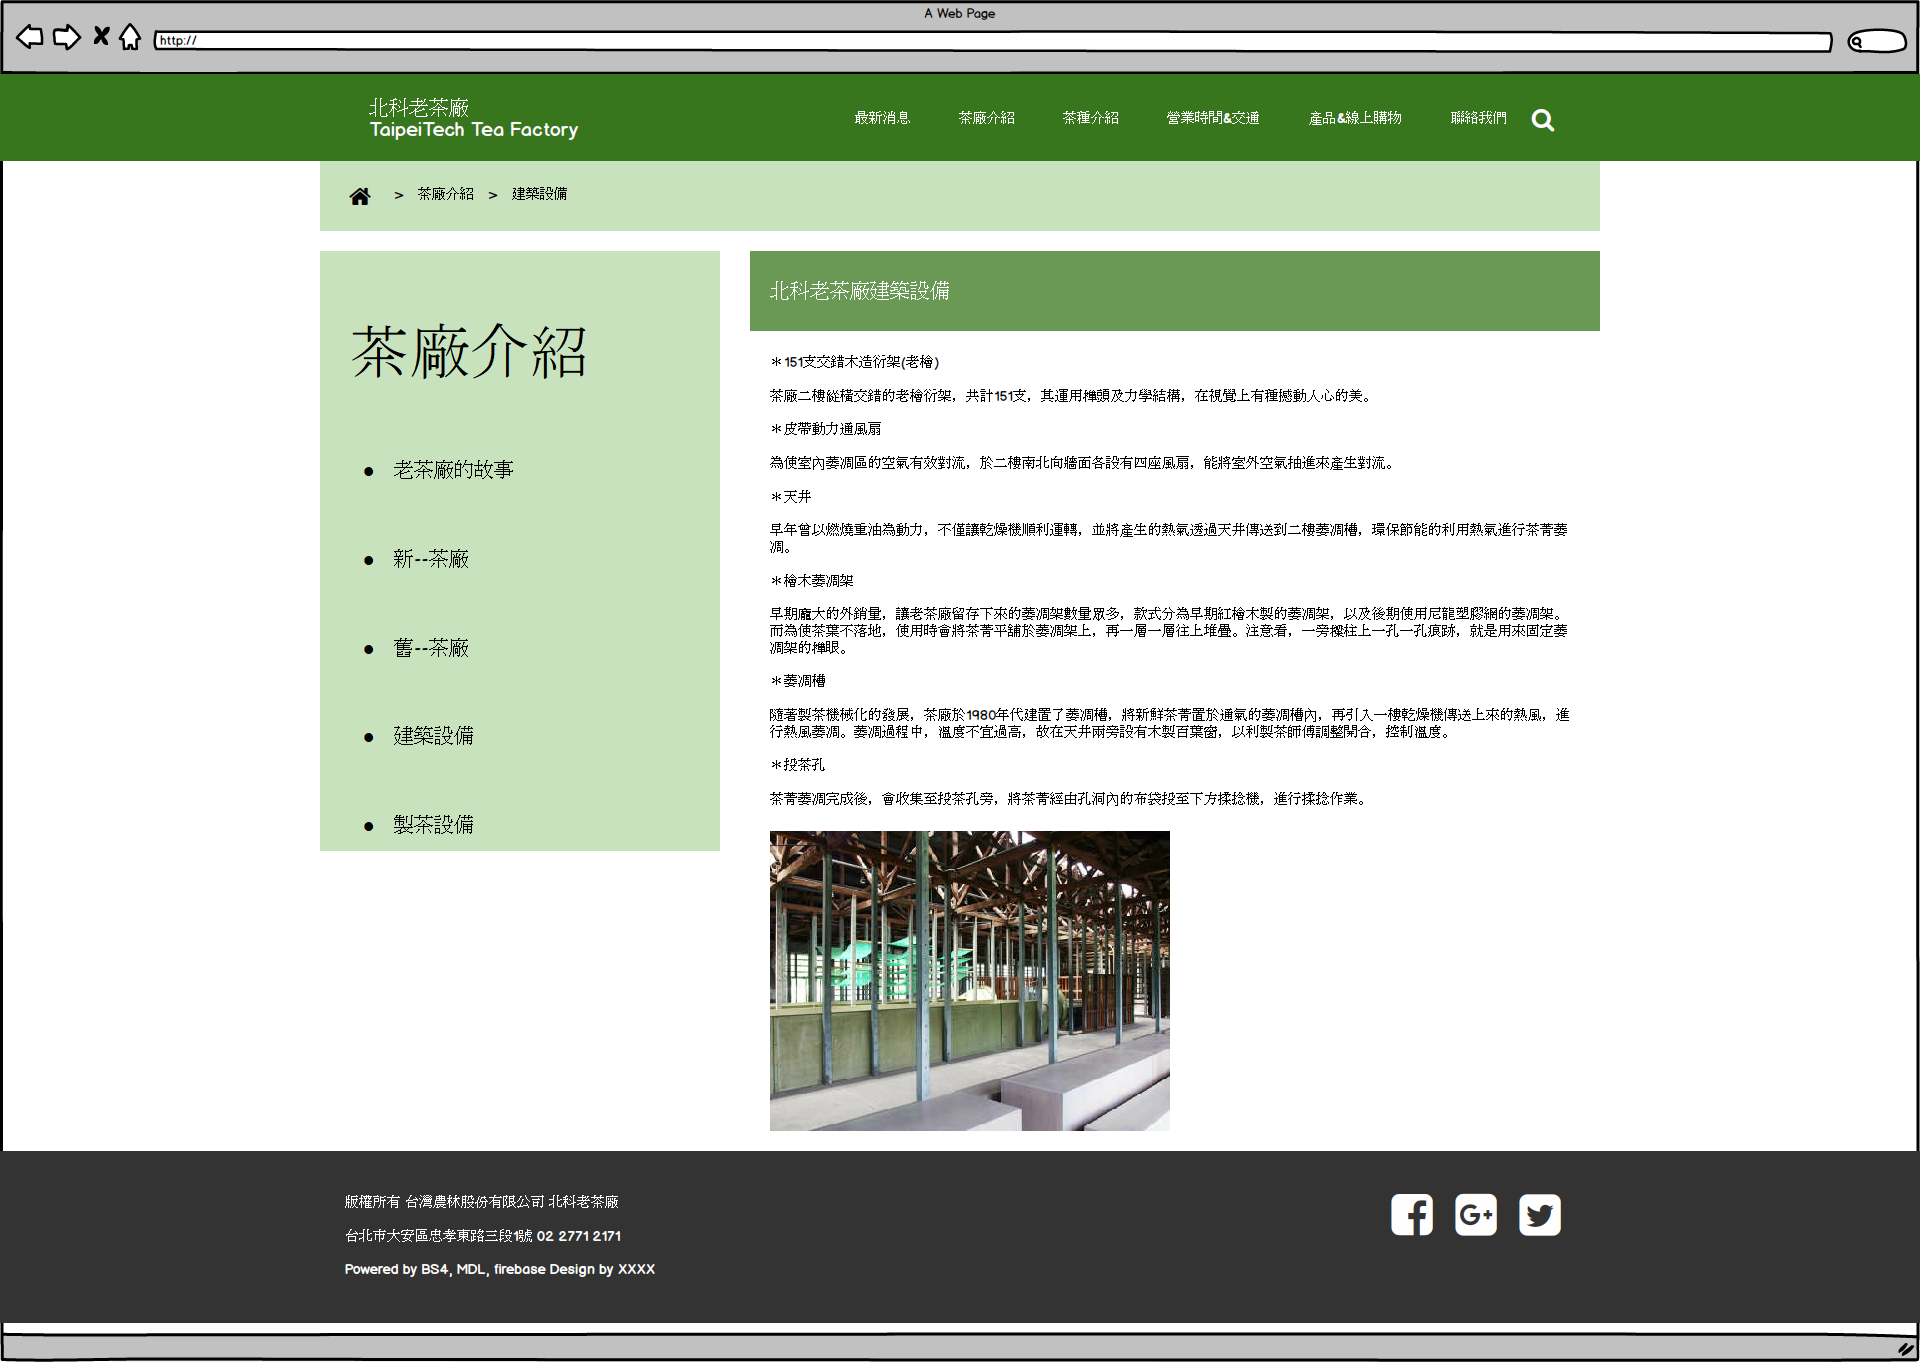 A Web Page
http://
北科老茶廠
TaipeiTech Tea Factory
最新消息 茶廠介紹 茶種介紹 營業時間&交通 產品&線上購物 聯絡我們
> 茶廠介紹 > 建築設備
茶廠介紹
● 老茶廠的故事
● 新--茶廠
● 舊--茶廠
● 建築設備
● 製茶設備
北科老茶廠建築設備
＊151支交錯木造衍架(老檜)
茶廠二樓縱橫交錯的老檜衍架，共計151支，其運用榫頭及力學結構，在視覺上有種撼動人心的美。
＊皮帶動力通風扇
為使室內萎凋區的空氣有效對流，於二樓南北向牆面各設有四座風扇，能將室外空氣抽進來產生對流。
＊天井
早年曾以燃燒重油為動力，不僅讓乾燥機順利運轉，並將產生的熱氣透過天井傳送到二樓萎凋槽，環保節能的利用熱氣進行茶菁萎
凋。
＊檜木萎凋架
早期龐大的外銷量，讓老茶廠留存下來的萎凋架數量眾多，款式分為早期紅檜木製的萎凋架，以及後期使用尼龍塑膠網的萎凋架。
而為使茶葉不落地，使用時會將茶菁平舖於萎凋架上，再一層一層往上堆疊。注意看，一旁樑柱上一孔一孔痕跡，就是用來固定萎
凋架的榫眼。
＊萎凋槽
隨著製茶機械化的發展，茶廠於1980年代建置了萎凋槽，將新鮮茶菁置於通氣的萎凋槽內，再引入一樓乾燥機傳送上來的熱風，進
行熱風萎凋。萎凋過程中，溫度不宜過高，故在天井兩旁設有木製百葉窗，以利製茶師傅調整開合，控制溫度。
＊投茶孔
茶菁萎凋完成後，會收集至投茶孔旁，將茶菁經由孔洞內的布袋投至下方揉捻機，進行揉捻作業。
版權所有 台灣農林股份有限公司 北科老茶廠
台北市大安區忠孝東路三段1號 02 2771 2171
Powered by BS4, MDL, firebase Design by XXXX